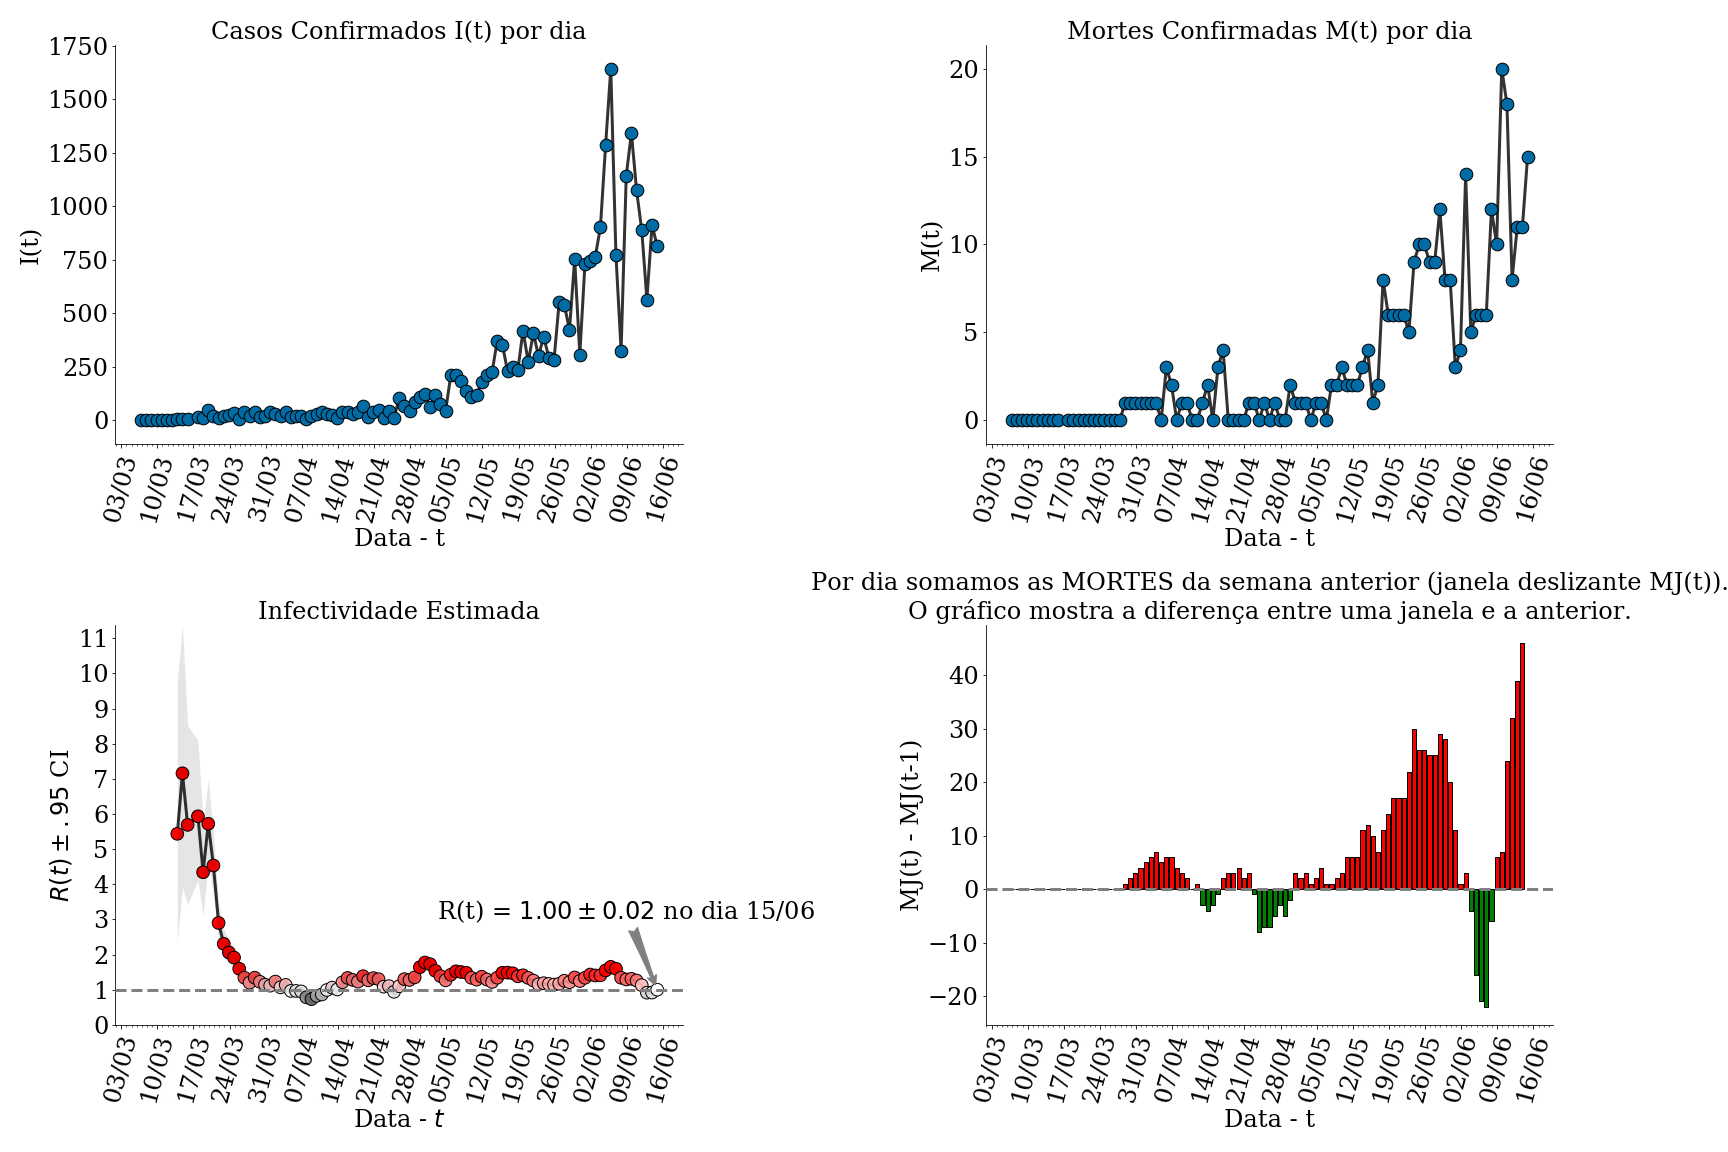 Casos Confirmados I(t) por dia
1750
1500
1250
1000
750
500
250
0
I(t)
03/03 10/03 17/03 24/03 31/03 07/04 14/04 21/04 28/04 05/05 12/05 19/05 26/05 02/06 09/06 16/06
Data - t
Mortes Confirmadas M(t) por dia
20
15
10
5
0
M(t)
03/03 10/03 17/03 24/03 31/03 07/04 14/04 21/04 28/04 05/05 12/05 19/05 26/05 02/06 09/06 16/06
Data - t
Infectividade Estimada
11
10
9
8
7
6
5
4
3
2
1
0
R(t) ± .95 CI
R(t) = 1.00 ± 0.02 no dia 15/06
03/03 10/03 17/03 24/03 31/03 07/04 14/04 21/04 28/04 05/05 12/05 19/05 26/05 02/06 09/06 16/06
Data - t
Por dia somamos as MORTES da semana anterior (janela deslizante MJ(t)).
O gráfico mostra a diferença entre uma janela e a anterior.
40
30
20
10
0
−10
−20
MJ(t) - MJ(t-1)
03/03 10/03 17/03 24/03 31/03 07/04 14/04 21/04 28/04 05/05 12/05 19/05 26/05 02/06 09/06 16/06
Data - t